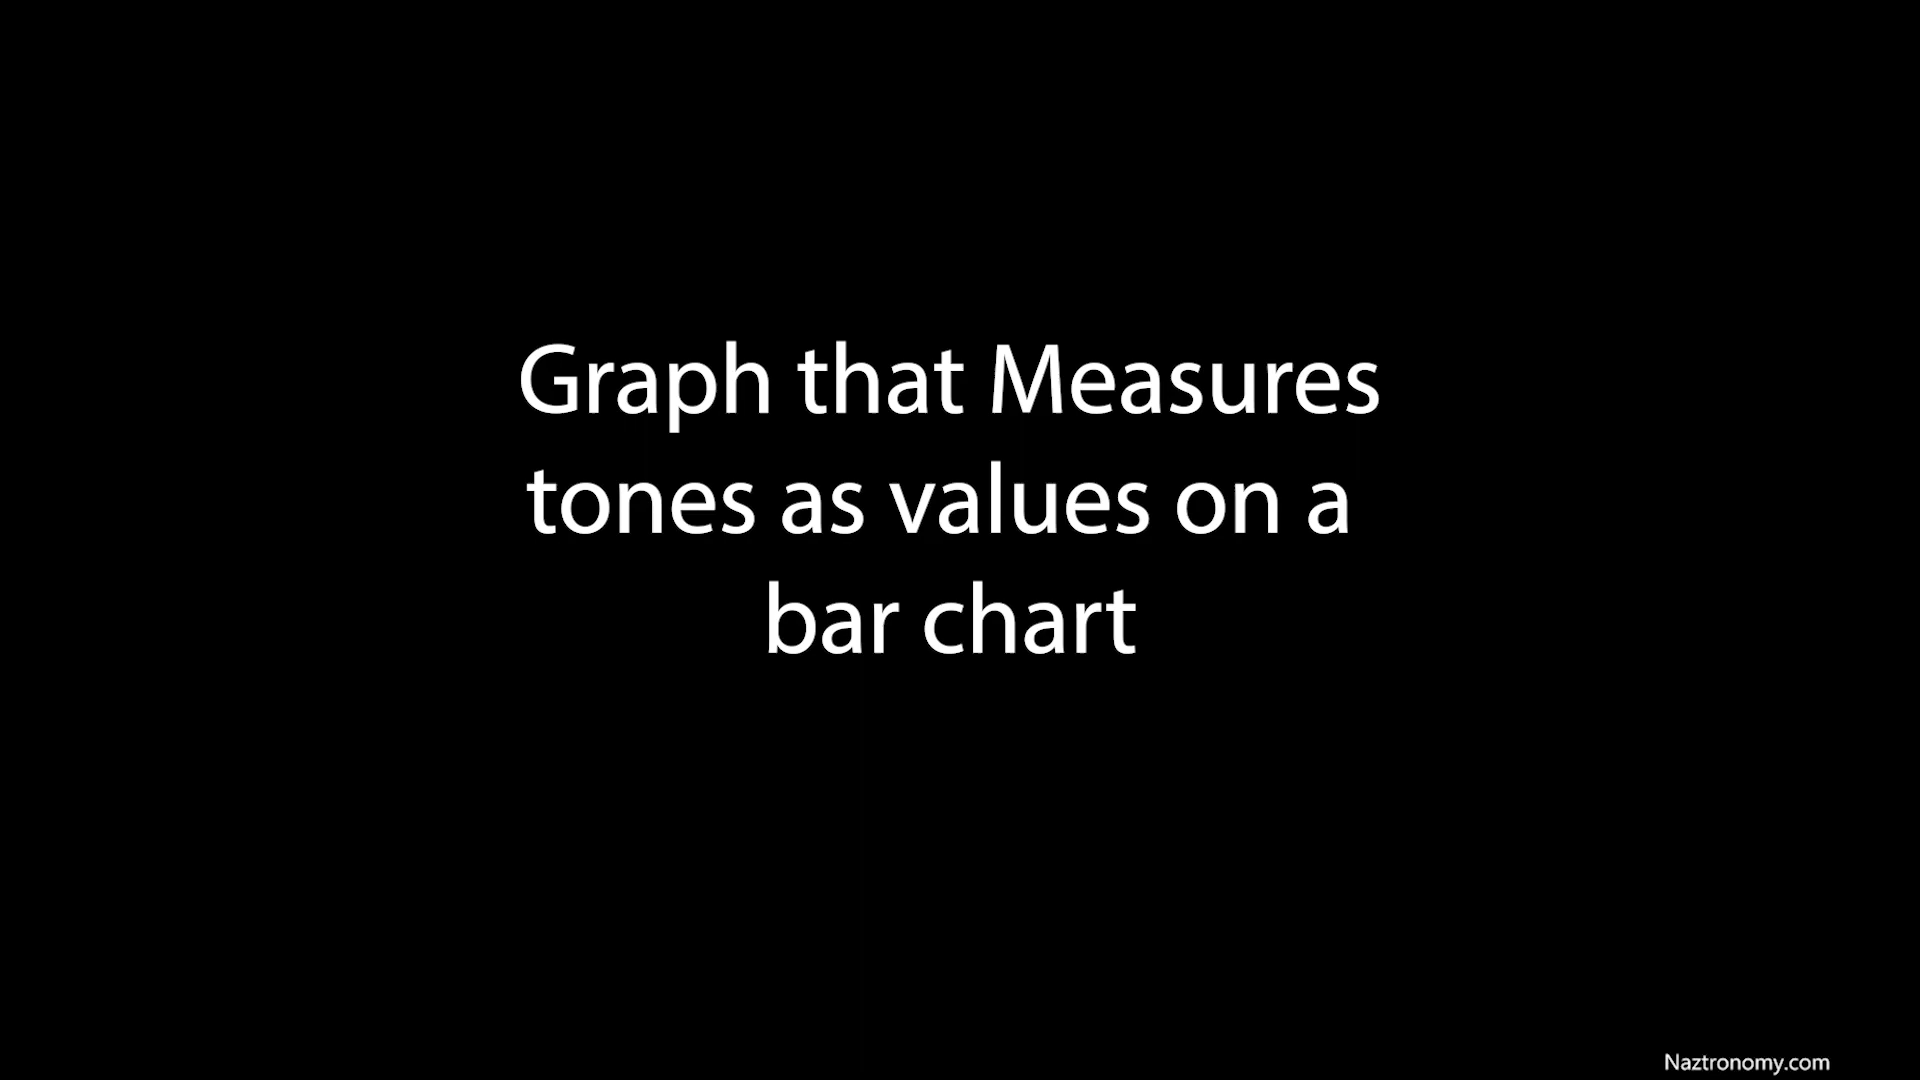 Graph that Measures
tones as values on a
bar chart
Naztronomy.com